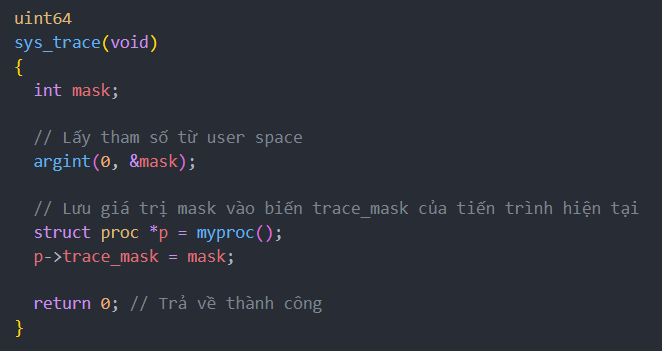 uint64
sys_trace(void)
{
  int mask;

  // Lấy tham số từ user space
  argint(0, &mask);

  // Lưu giá trị mask vào biến trace_mask của tiến trình hiện tại
  struct proc *p = myproc();
  p->trace_mask = mask;

  return 0; // Trả về thành công
}